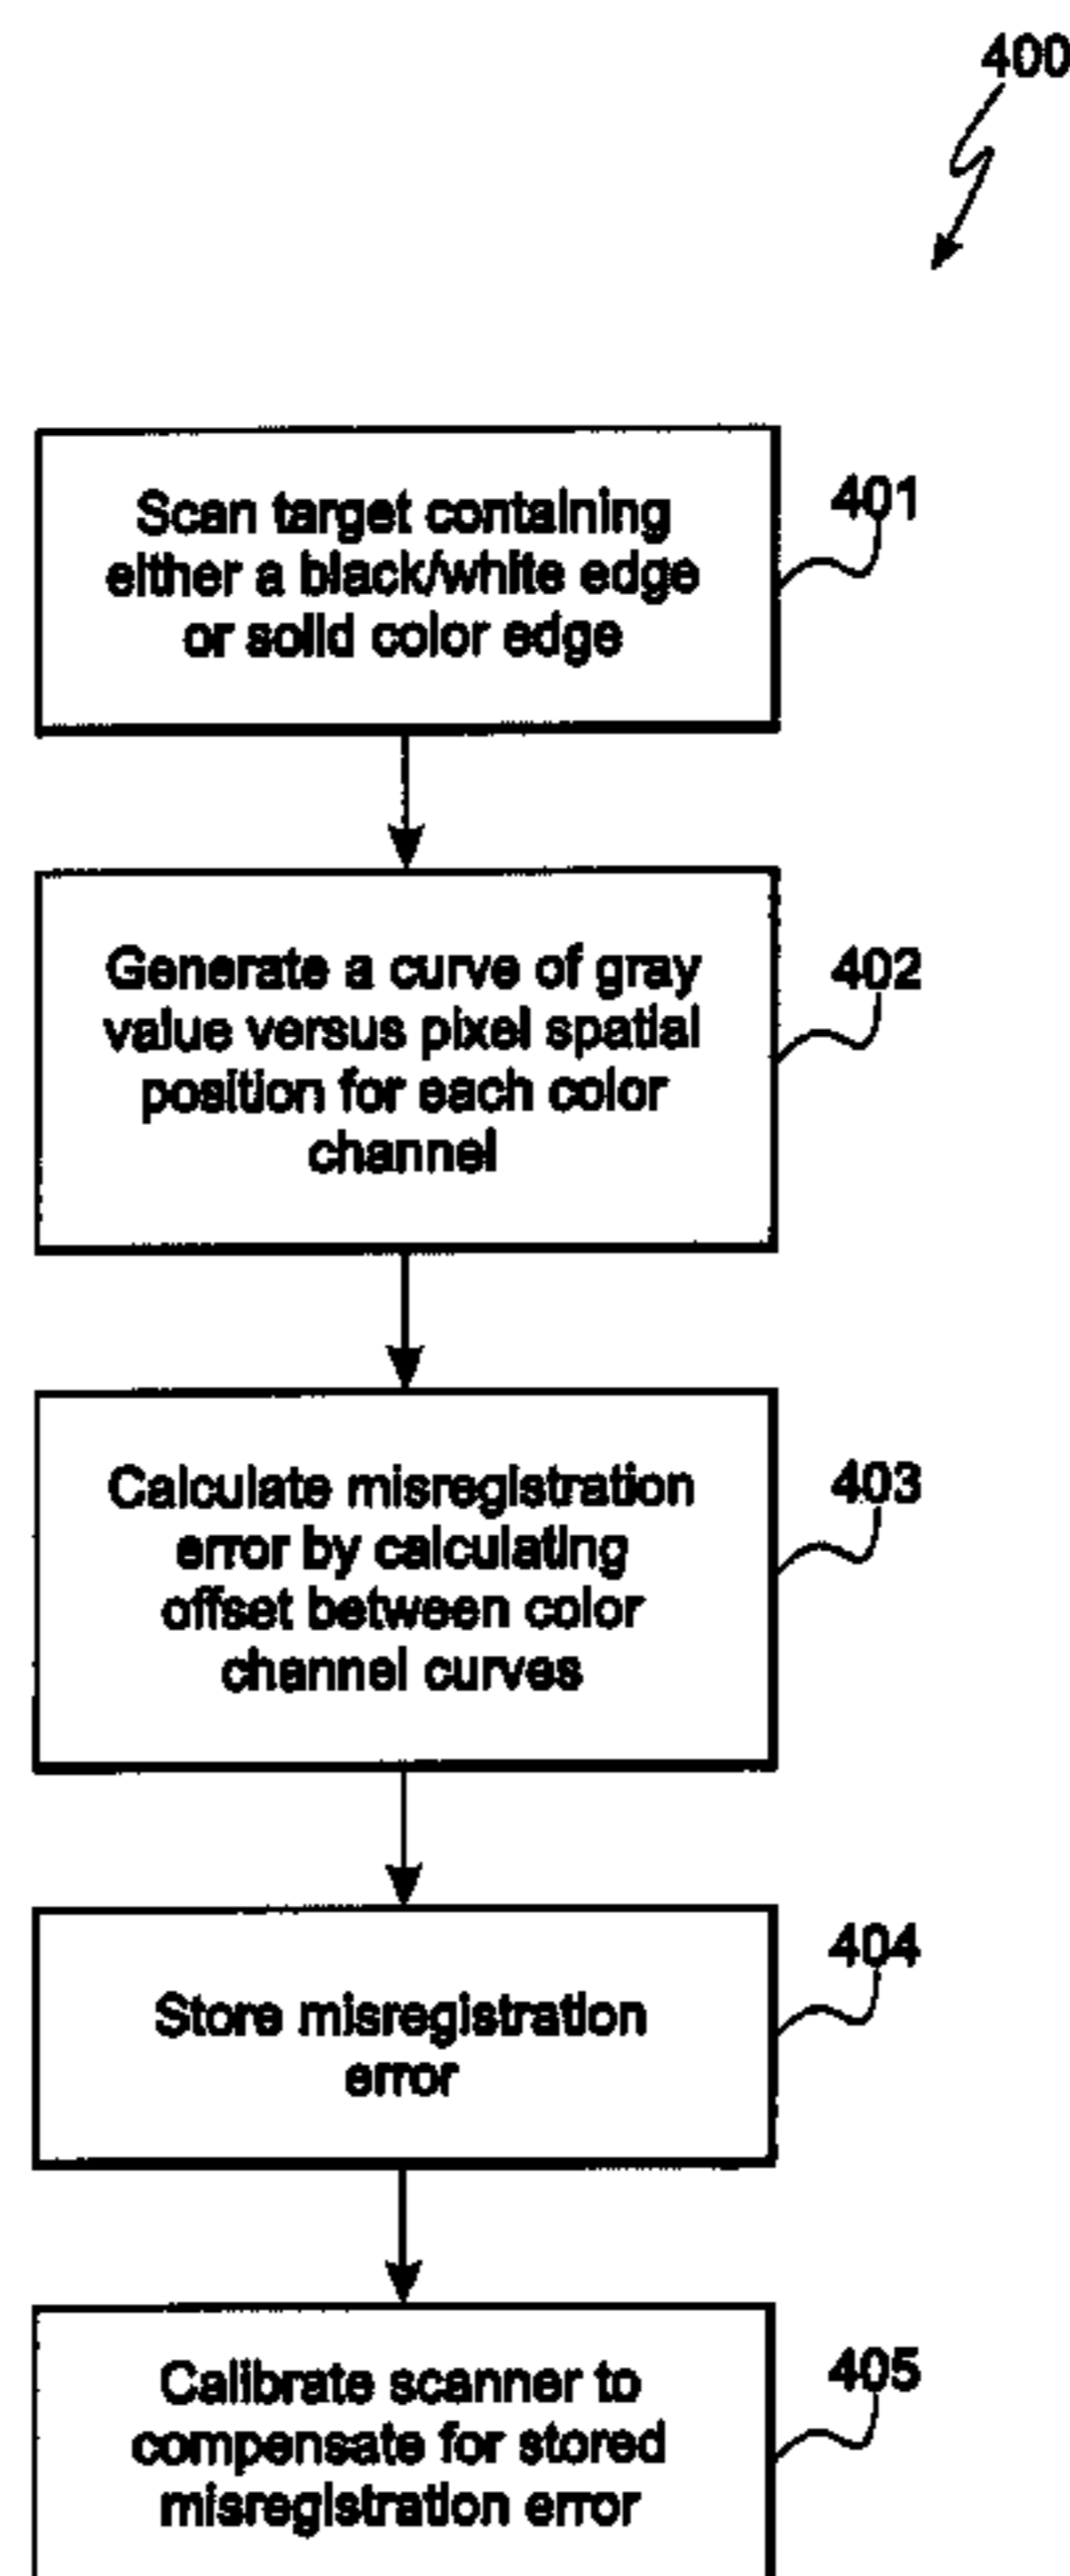 400
Scan target containing
either a black/white edge
or solid color edge
401
Generate a curve of gray
value versus pixel spatial
position for each color
channel
402
Calculate misregistration
error by calculating
offset between color
channel curves
403
Store misregistration
error
404
Calibrate scanner to
compensate for stored
misregistration error
405